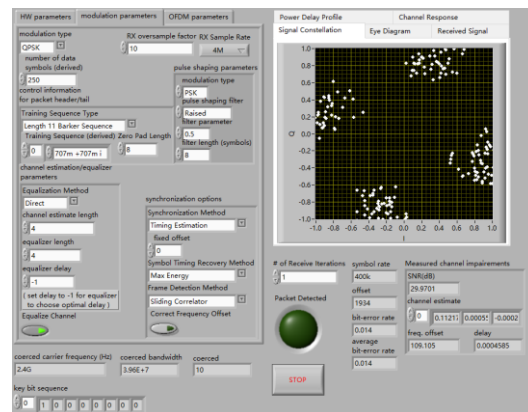 HW parameters
modulation parameters
OFDM parameters
modulation type
QPSK
number of data
symbols (derived)
250
control information
for packet header/tail
RX oversample factor
10
RX Sample Rate
4M
pulse shaping parameters
modulation type
PSK
pulse shaping filter
Raised
filter parameter
0.5
filter length (symbols)
8
Training Sequence Type
Length 11 Barker Sequence
Training Sequence (derived)
Zero Pad Length
0
707m +707m i
8
channel estimation/equalizer
parameters
Equalization Method
Direct
channel estimate length
4
equalizer length
4
equalizer delay
-1
( set delay to -1 for equalizer
to choose optimal delay )
Equalize Channel
synchronization options
Synchronization Method
Timing Estimation
fixed offset
0
Symbol Timing Recovery Method
Max Energy
Frame Detection Method
Sliding Correlator
Correct Frequency Offset
coerced carrier frequency (Hz)
2.4G
coerced bandwidth
3.96E+7
coerced
10
key bit sequence
0
1 0 0 0 0 0 0 0
Power Delay Profile
Channel Response
Signal Constellation
Eye Diagram
Received Signal
1.0
0.8
0.6
0.4
0.2
0.0
-0.2
-0.4
-0.6
-0.8
-1.0
Q
-1.0 -0.8 -0.6 -0.4 -0.2 0.0 0.2 0.4 0.6 0.8 1.0
I
# of Receive Iterations
1
Packet Detected
STOP
symbol rate
400k
offset
1934
bit-error rate
0.014
average
bit-error rate
0.014
Measured channel impairements
SNR(dB)
29.9701
channel estimate
0
0.11217
0.00055
-0.0002
freq. offset
109.105
delay
0.0004585